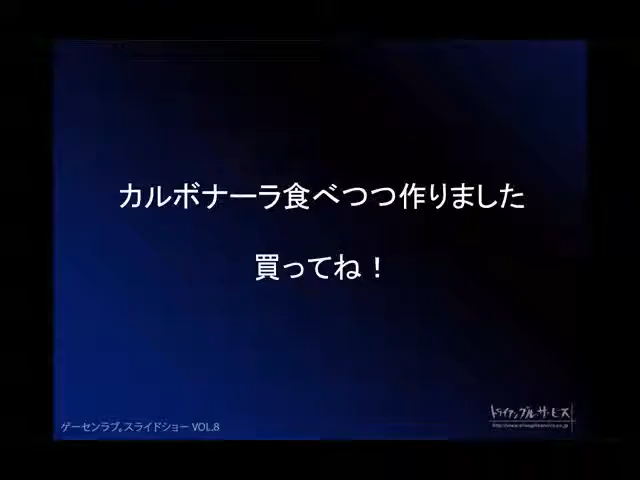 カルボナーラ食べつつ作りました
買ってね！
トライアングル・サービス
ゲーセンラブ。スライドショー VOL.8